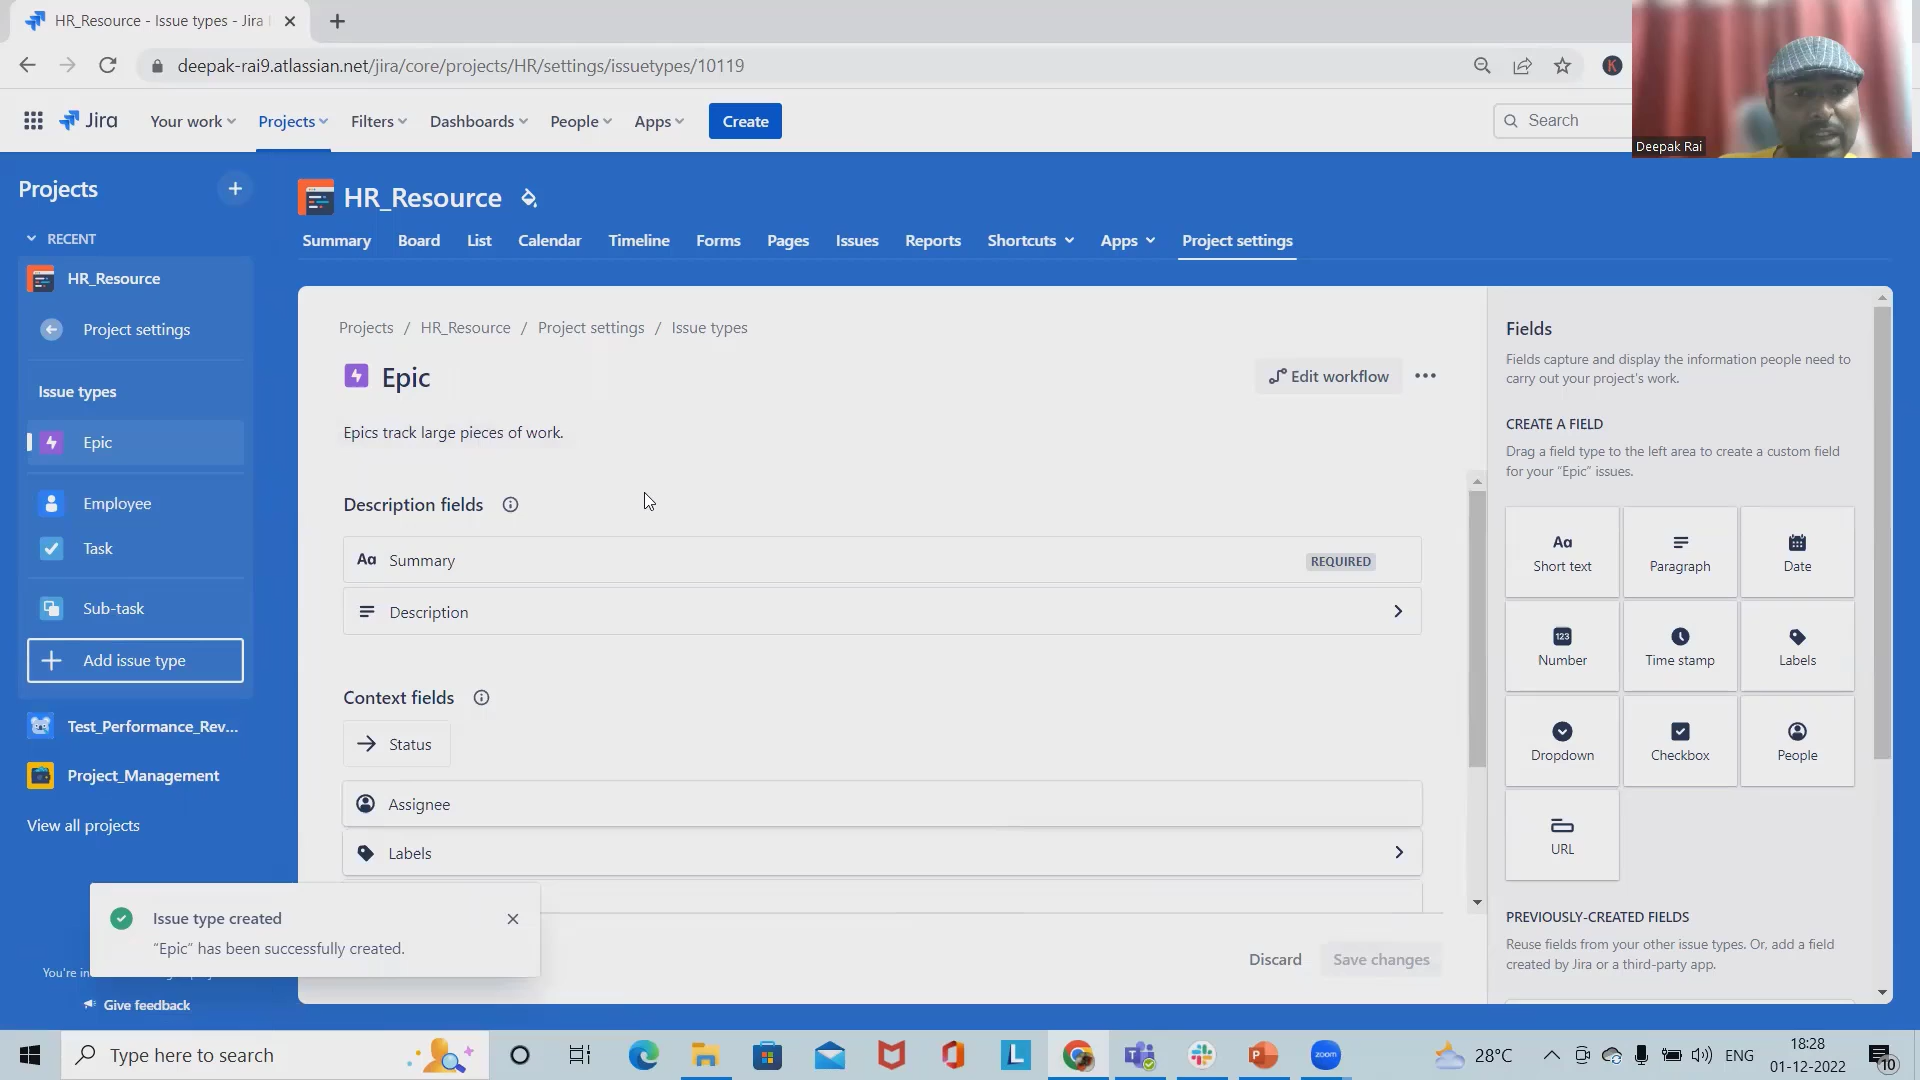 HR_Resource - Issue types - Jira
deepak-rai9.atlassian.net/jira/core/projects/HR/settings/issuetypes/10119
K
Deepak Rai
Jira
Your work
Projects
Filters
Dashboards
People
Apps
Create
Search
Projects
RECENT
HR_Resource
Project settings
Issue types
Epic
Employee
Task
Sub-task
Add issue type
Test_Performance_Rev...
Project_Management
View all projects
You're in
Give feedback
HR_Resource
Summary
Board
List
Calendar
Timeline
Forms
Pages
Issues
Reports
Shortcuts
Apps
Project settings
Projects / HR_Resource / Project settings / Issue types
Epic
Edit workflow
Epics track large pieces of work.
Description fields
Aa Summary
REQUIRED
Description
Context fields
Status
Assignee
Labels
Discard
Save changes
Issue type created
“Epic” has been successfully created.
Fields
Fields capture and display the information people need to
carry out your project's work.
CREATE A FIELD
Drag a field type to the left area to create a custom field
for your “Epic” issues.
Aa
Short text
Paragraph
Date
123
Number
Time stamp
Labels
Dropdown
Checkbox
People
URL
PREVIOUSLY-CREATED FIELDS
Reuse fields from your other issue types. Or, add a field
created by Jira or a third-party app.
Type here to search
L
T
P
zoom
28°C
ENG
18:28
01-12-2022
10